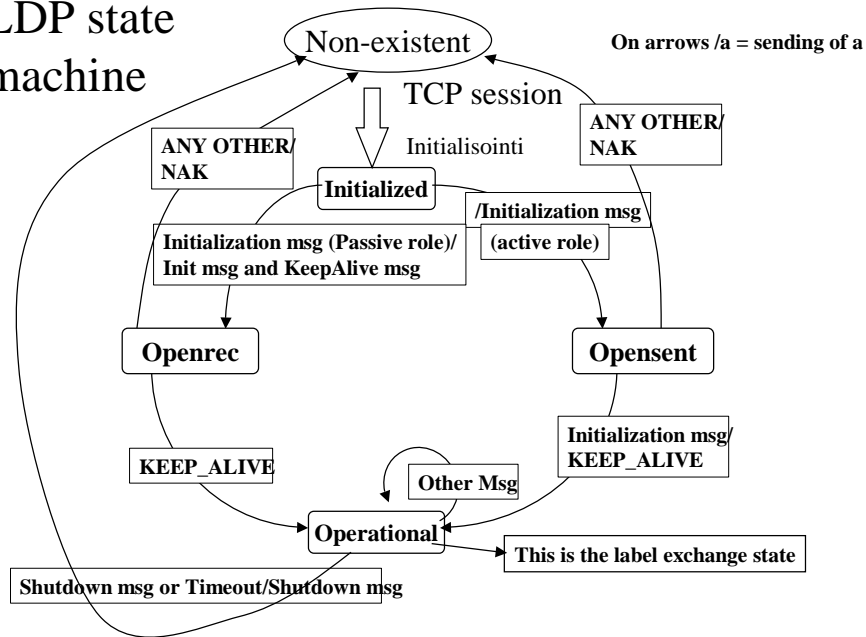 LDP state
machine
Non-existent
On arrows /a = sending of a
TCP session
ANY OTHER/
NAK
Initialisointi
ANY OTHER/
NAK
Initialized
/Initialization msg
(active role)
Initialization msg (Passive role)/
Init msg and KeepAlive msg
Openrec
Opensent
Initialization msg/
KEEP_ALIVE
KEEP_ALIVE
Other Msg
Operational
This is the label exchange state
Shutdown msg or Timeout/Shutdown msg